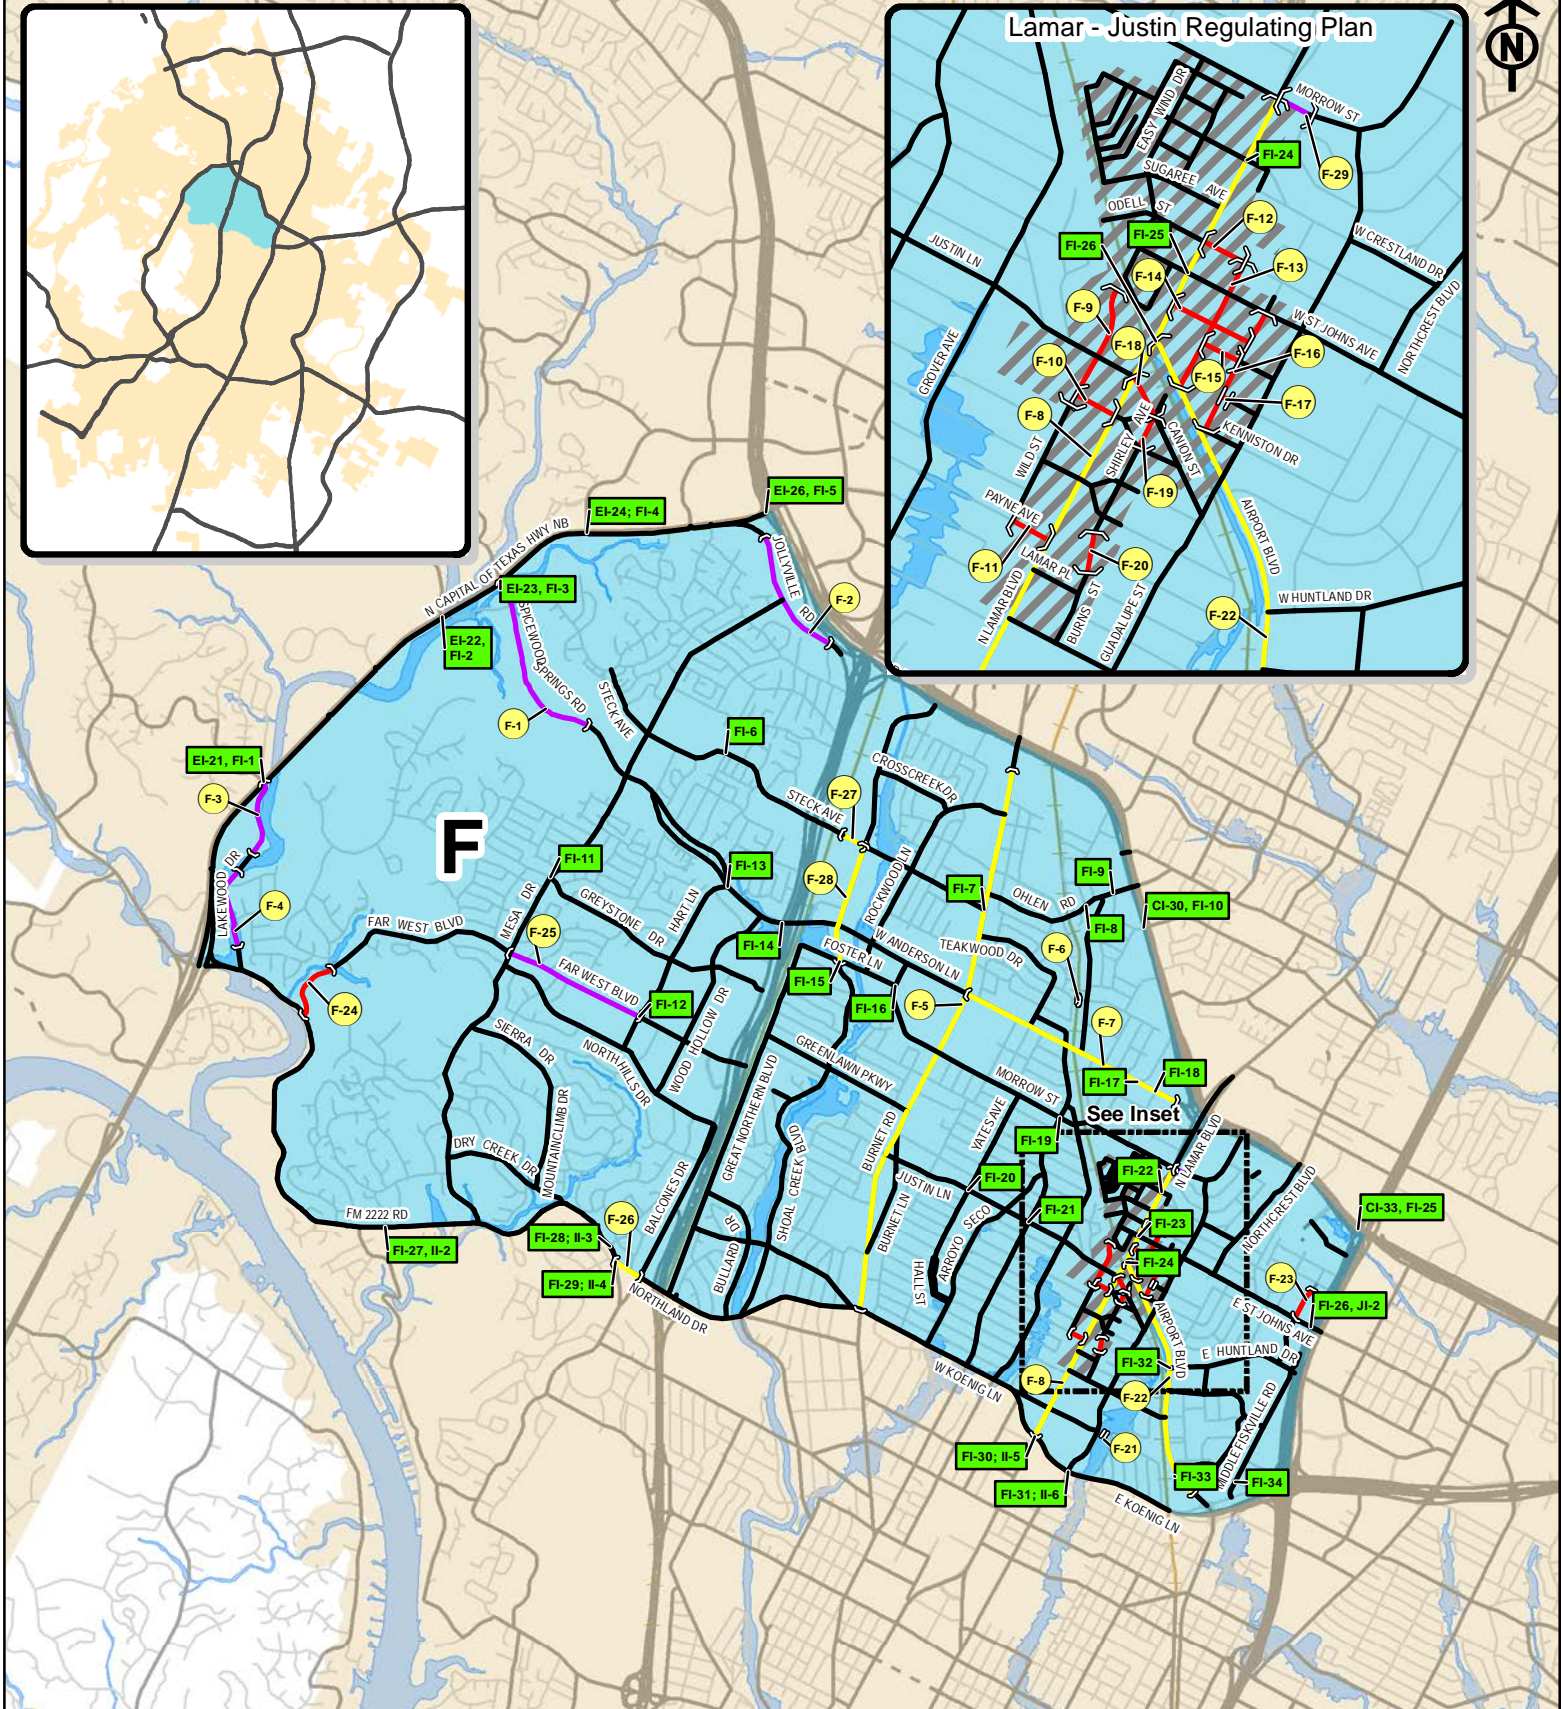 Lamar - Justin Regulating Plan
N
MORROW ST
EASY WIND DR
FI-24
F-29
SUGAREE AVE
ODELL ST
F-12
FI-25
FI-26
W CRESTLAND DR
JUSTIN LN
F-14
F-13
F-9
NORTHCREST BLVD
W ST JOHNS AVE
GROVER AVE
F-18
F-16
F-10
F-15
F-17
F-8
SHIRLEY AVE
CANION ST
KENNISTON DR
WILD ST
F-19
PAYNE AVE
AIRPORT BLVD
F-11
LAMAR PL
F-20
W HUNTLAND DR
F-22
N LAMAR BLVD
BURNS ST
GUADALUPE ST
EI-26, FI-5
EI-24; FI-4
N CAPITAL OF TEXAS HWY NB
JOLLYVILLE RD
EI-23, FI-3
F-2
EI-22,
FI-2
SPICEWOOD SPRINGS RD
STECK AVE
F-1
FI-6
EI-21, FI-1
CROSSCREEK DR
F-3
F-27
STECK AVE
F
FI-11
FI-13
ROCKWOOD LN
LAKEWOOD DR
F-28
FI-9
FI-7
OHLEN RD
CI-30, FI-10
F-4
MESA DR
GREYSTONE DR
HART LN
FAR WEST BLVD
FI-8
F-25
FI-14
W ANDERSON LN
FOSTER LN
TEAKWOOD DR
F-6
FAR WEST BLVD
FI-15
F-24
FI-12
FI-16
F-5
WOOD HOLLOW DR
F-7
SIERRA DR
NORTH HILLS DR
GREENLAWN PKWY
FI-17
FI-18
MORROW ST
See Inset
MOUNTAINCLIMB DR
GREAT NORTHERN BLVD
YATES AVE
N LAMAR BLVD
FI-19
DRY CREEK DR
SHOAL CREEK BLVD
BURNET RD
FI-22
JUSTIN LN
FI-20
NORTHCREST BLVD
BALCONES DR
FM 2222 RD
F-26
ARROYO SECO
FI-21
CI-33, FI-25
FI-23
FI-28; II-3
FI-27, II-2
BULLARD DR
BURNET LN
FI-24
HALL ST
F-23
FI-29; II-4
NORTHLAND DR
FI-26, JI-2
E ST JOHNS AVE
AIRPORT BLVD
E HUNTLAND DR
FI-32
W KOENIG LN
F-8
F-22
MIDDLE FISKVILLE RD
FI-30; II-5
F-21
FI-33
FI-34
FI-31; II-6
E KOENIG LN